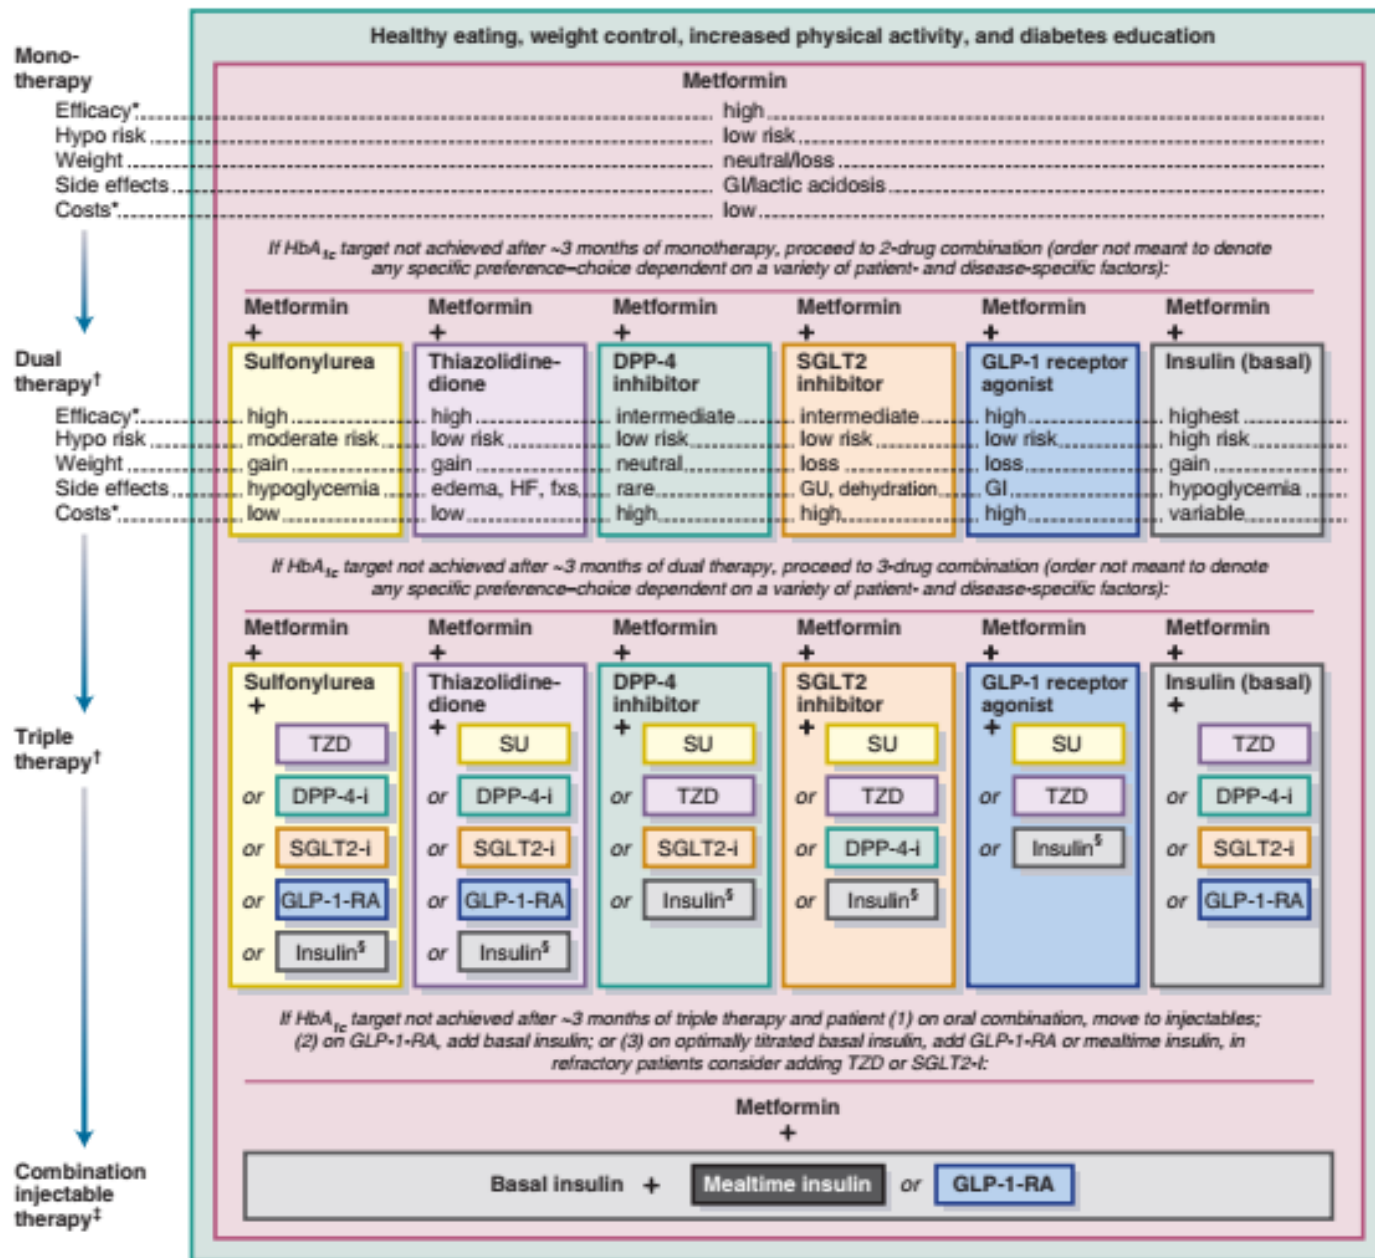 Healthy eating, weight control, increased physical activity, and diabetes education
Mono-
therapy
Metformin
Efficacy* high
Hypo risk low risk
Weight neutral/loss
Side effects GI/lactic acidosis
Costs* low
If HbA1c target not achieved after ~3 months of monotherapy, proceed to 2-drug combination (order not meant to denote
any specific preference–choice dependent on a variety of patient- and disease-specific factors):
Metformin Metformin Metformin Metformin Metformin Metformin
+ + + + + +
Dual
therapy†
Sulfonylurea Thiazolidine- DPP-4 SGLT2 GLP-1 receptor Insulin (basal)
dione inhibitor inhibitor agonist
Efficacy* high high intermediate intermediate high highest
Hypo risk moderate risk low risk low risk low risk low risk high risk
Weight gain gain neutral loss loss gain
Side effects hypoglycemia edema, HF, fxs rare GU, dehydration GI hypoglycemia
Costs* low low high high high variable
If HbA1c target not achieved after ~3 months of dual therapy, proceed to 3-drug combination (order not meant to denote
any specific preference–choice dependent on a variety of patient- and disease-specific factors):
Metformin Metformin Metformin Metformin Metformin Metformin
+ + + + + +
Sulfonylurea Thiazolidine- DPP-4 SGLT2 GLP-1 receptor Insulin (basal)
dione inhibitor inhibitor agonist
+ + + + + +
Triple
therapy†
TZD SU SU SU SU TZD
or DPP-4-i or DPP-4-i or TZD or TZD or TZD or DPP-4-i
or SGLT2-i or SGLT2-i or SGLT2-i or DPP-4-i or Insulin§ or SGLT2-i
or GLP-1-RA or GLP-1-RA or Insulin§ or Insulin§ or GLP-1-RA
or Insulin§ or Insulin§
If HbA1c target not achieved after ~3 months of triple therapy and patient (1) on oral combination, move to injectables;
(2) on GLP-1-RA, add basal insulin; or (3) on optimally titrated basal insulin, add GLP-1-RA or mealtime insulin, in
refractory patients consider adding TZD or SGLT2-I:
Metformin
+
Combination
injectable
therapy‡
Basal insulin + Mealtime insulin or GLP-1-RA